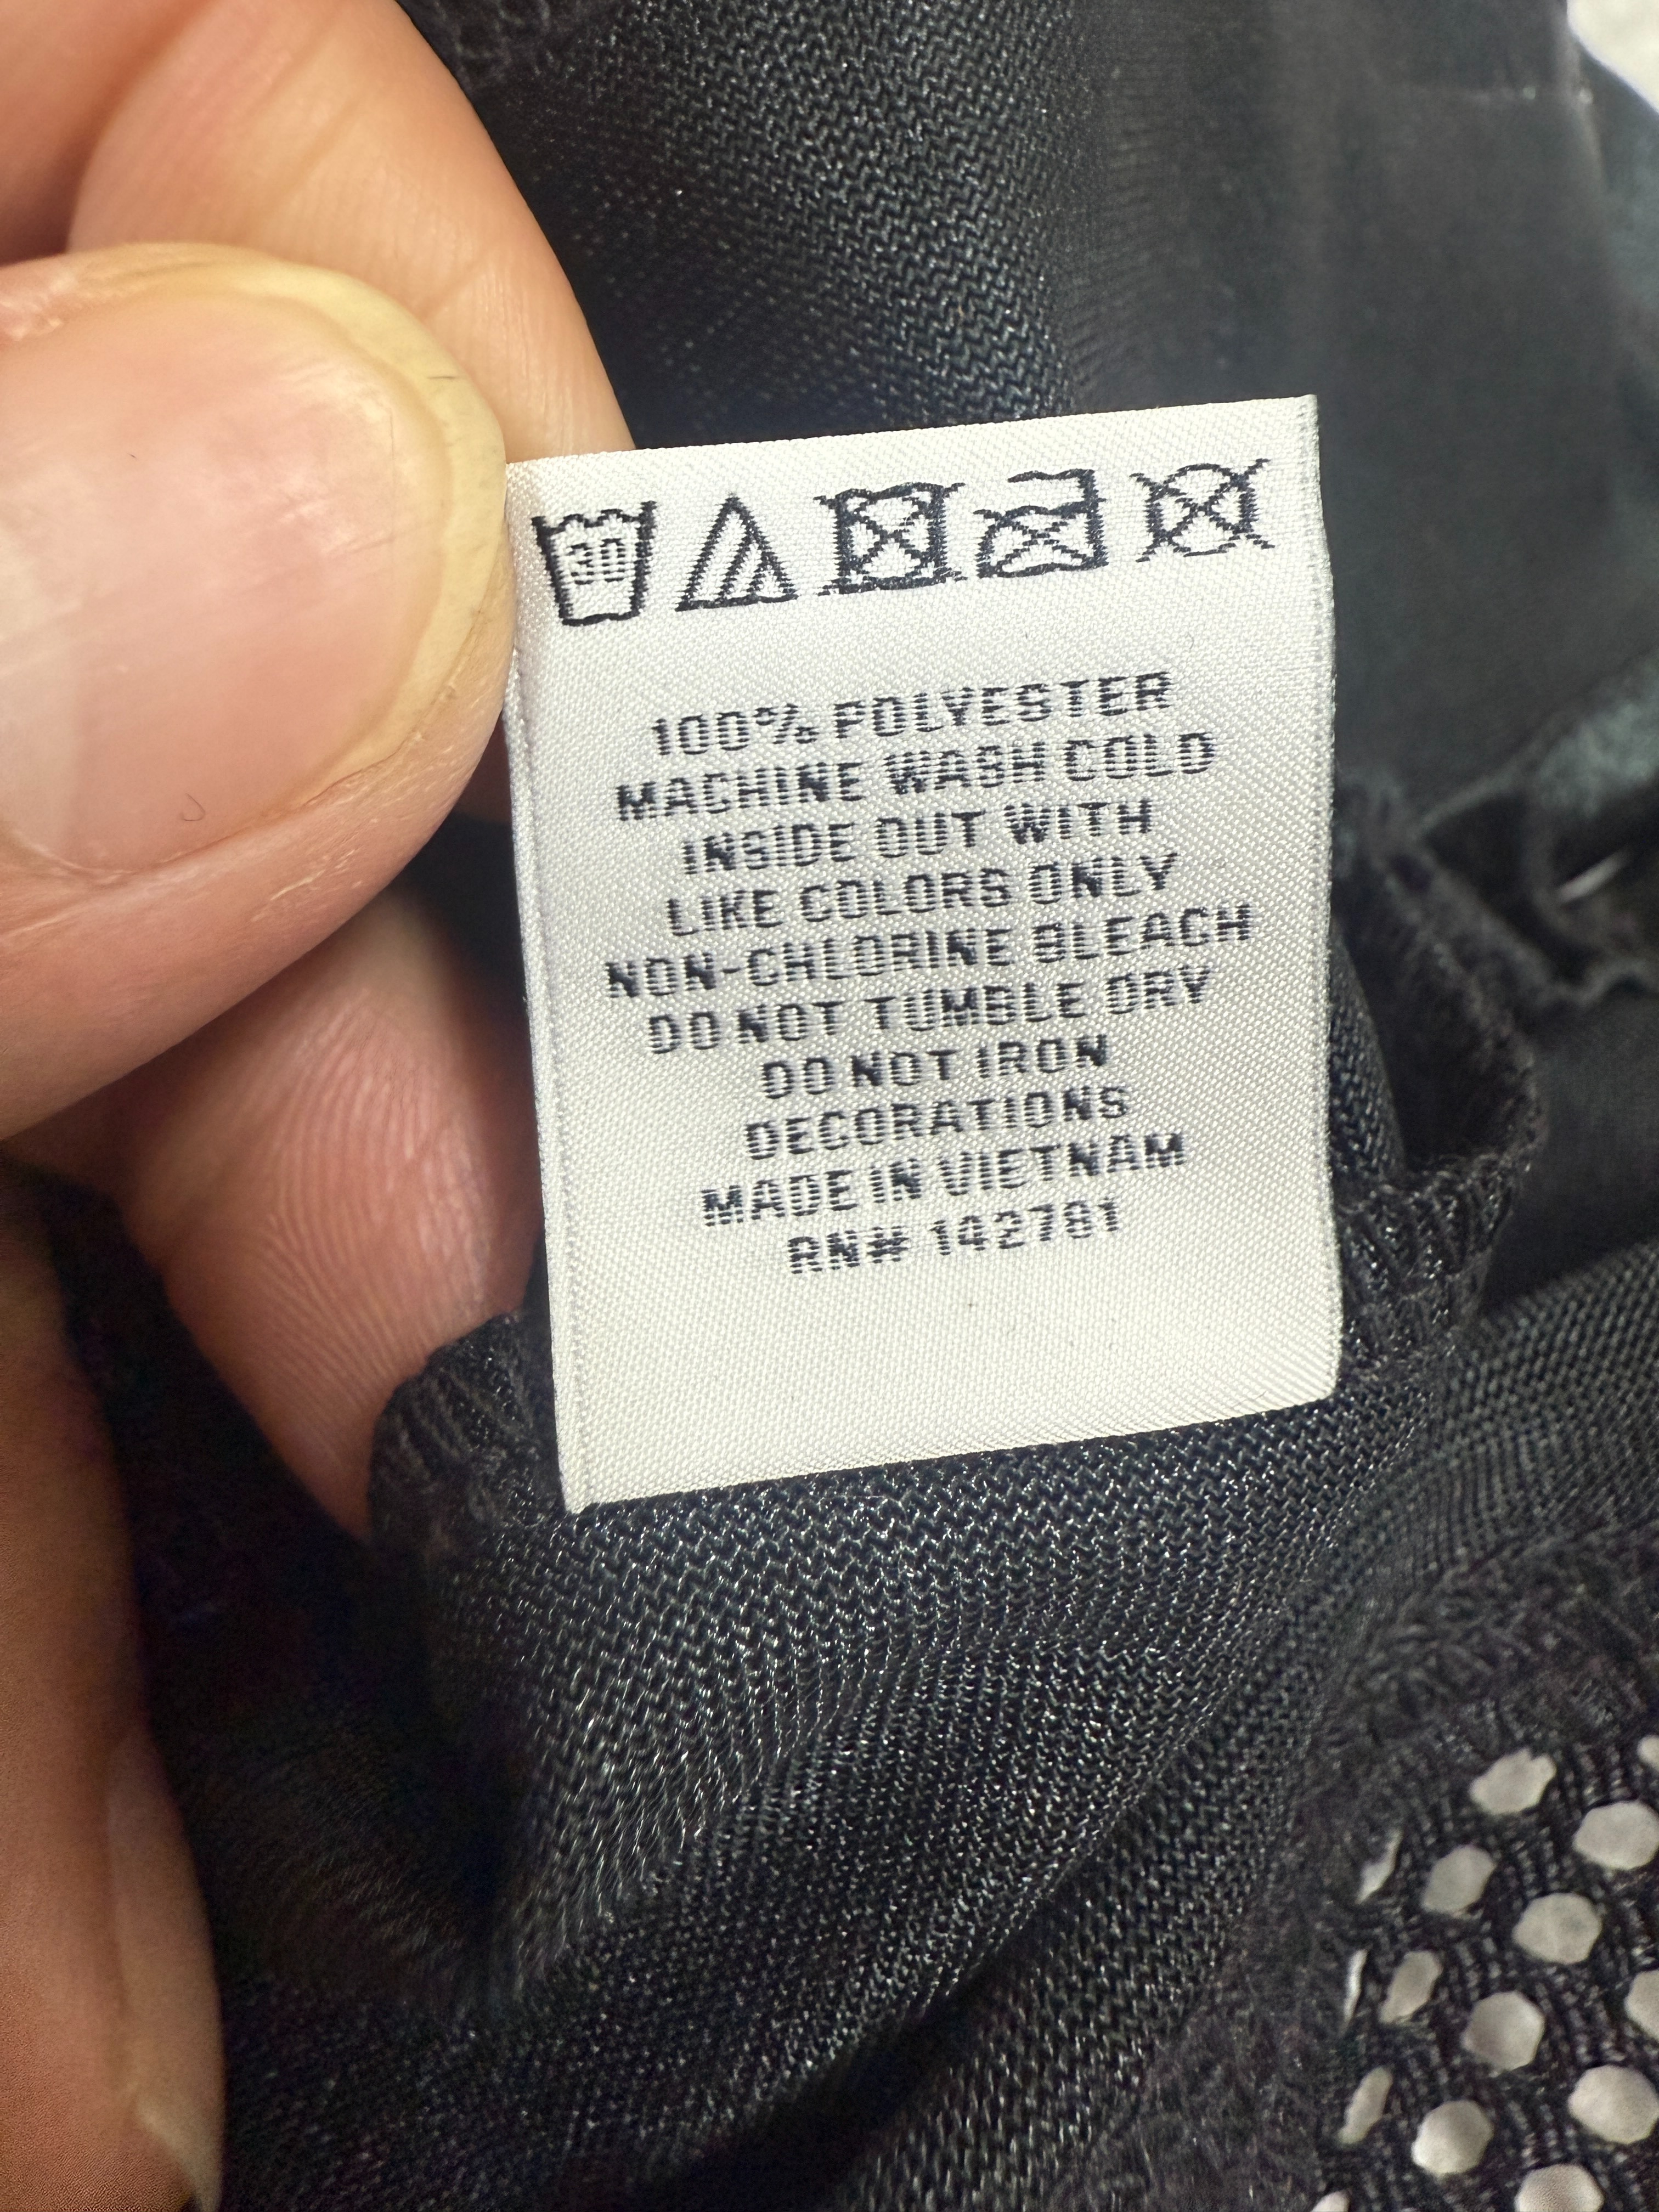 30
100% POLYESTER
MACHINE WASH COLD
INSIDE OUT WITH
LIKE COLORS ONLY
NON-CHLORINE BLEACH
DO NOT TUMBLE DRY
DO NOT IRON
DECORATIONS
MADE IN VIETNAM
RN# 142781